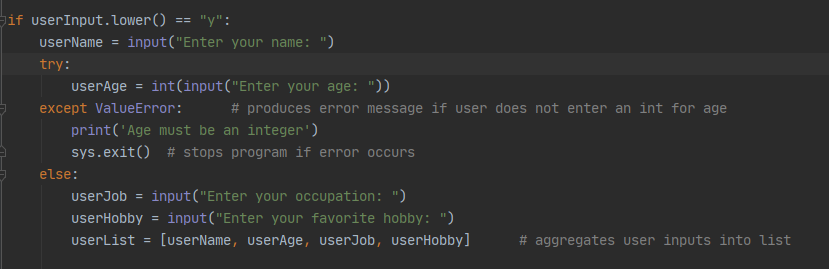 if userInput.lower() == "y":
    userName = input("Enter your name: ")
    try:
        userAge = int(input("Enter your age: "))
    except ValueError:      # produces error message if user does not enter an int for age
        print('Age must be an integer')
        sys.exit()  # stops program if error occurs
    else:
        userJob = input("Enter your occupation: ")
        userHobby = input("Enter your favorite hobby: ")
        userList = [userName, userAge, userJob, userHobby]      # aggregates user inputs into list